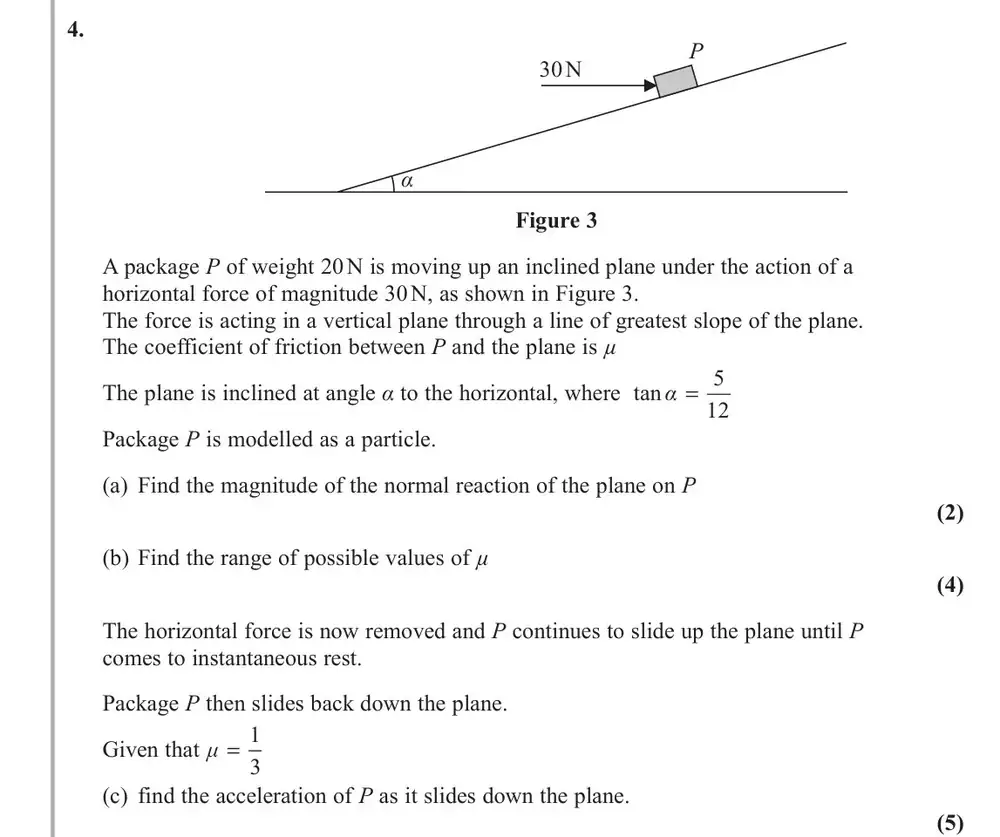 4.
P
30 N
α
Figure 3
A package P of weight 20 N is moving up an inclined plane under the action of a
horizontal force of magnitude 30 N, as shown in Figure 3.
The force is acting in a vertical plane through a line of greatest slope of the plane.
The coefficient of friction between P and the plane is μ
The plane is inclined at angle α to the horizontal, where tan α = 5/12
Package P is modelled as a particle.
(a) Find the magnitude of the normal reaction of the plane on P
(2)
(b) Find the range of possible values of μ
(4)
The horizontal force is now removed and P continues to slide up the plane until P
comes to instantaneous rest.
Package P then slides back down the plane.
Given that μ = 1/3
(c) find the acceleration of P as it slides down the plane.
(5)